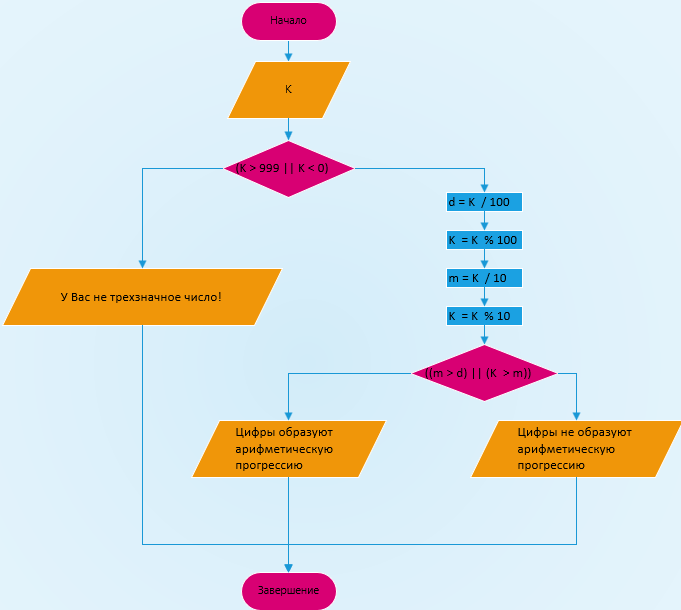 Начало
K
(K > 999 || K < 0)
d = K / 100
K = K % 100
У Вас не трехзначное число!
m = K / 10
K = K % 10
((m > d) || (K > m))
Цифры образуют
арифметическую
прогрессию
Цифры не образуют
арифметическую
прогрессию
Завершение